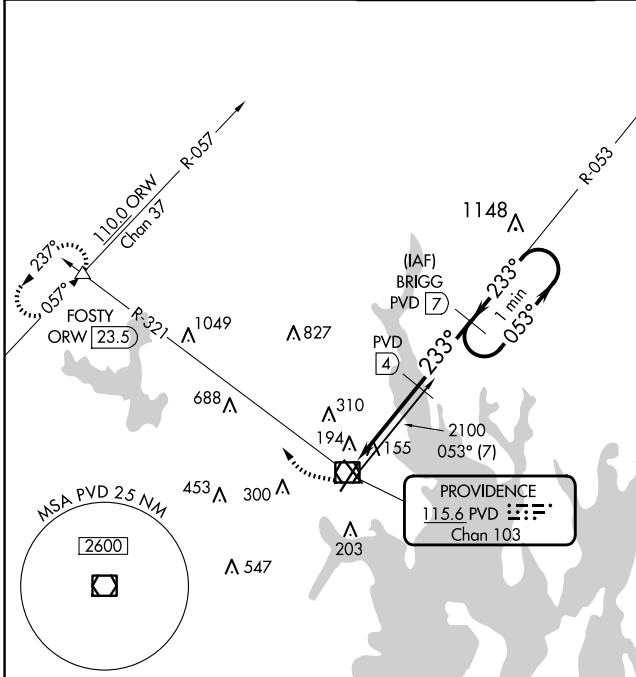 R-057
110.0 ORW
Chan 37
237°
057°
FOSTY
ORW 23.5
R-321
R-053
1148
(IAF)
BRIGG
PVD 7
233°
1 min
053°
233°
PVD
4
1049
827
688
310
194
155
2100
053° (7)
453
300
203
547
PROVIDENCE
115.6 PVD
Chan 103
MSA PVD 25 NM
2600